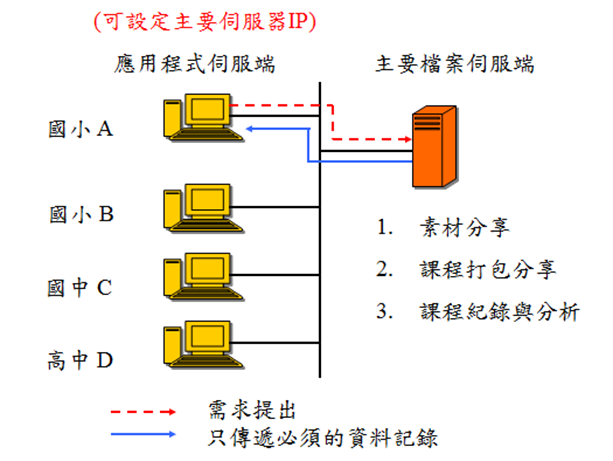 (可設定主要伺服器IP)
應用程式伺服端
主要檔案伺服端
國小 A
國小 B
國中 C
高中 D
1. 素材分享
2. 課程打包分享
3. 課程紀錄與分析
需求提出
只傳遞必須的資料記錄